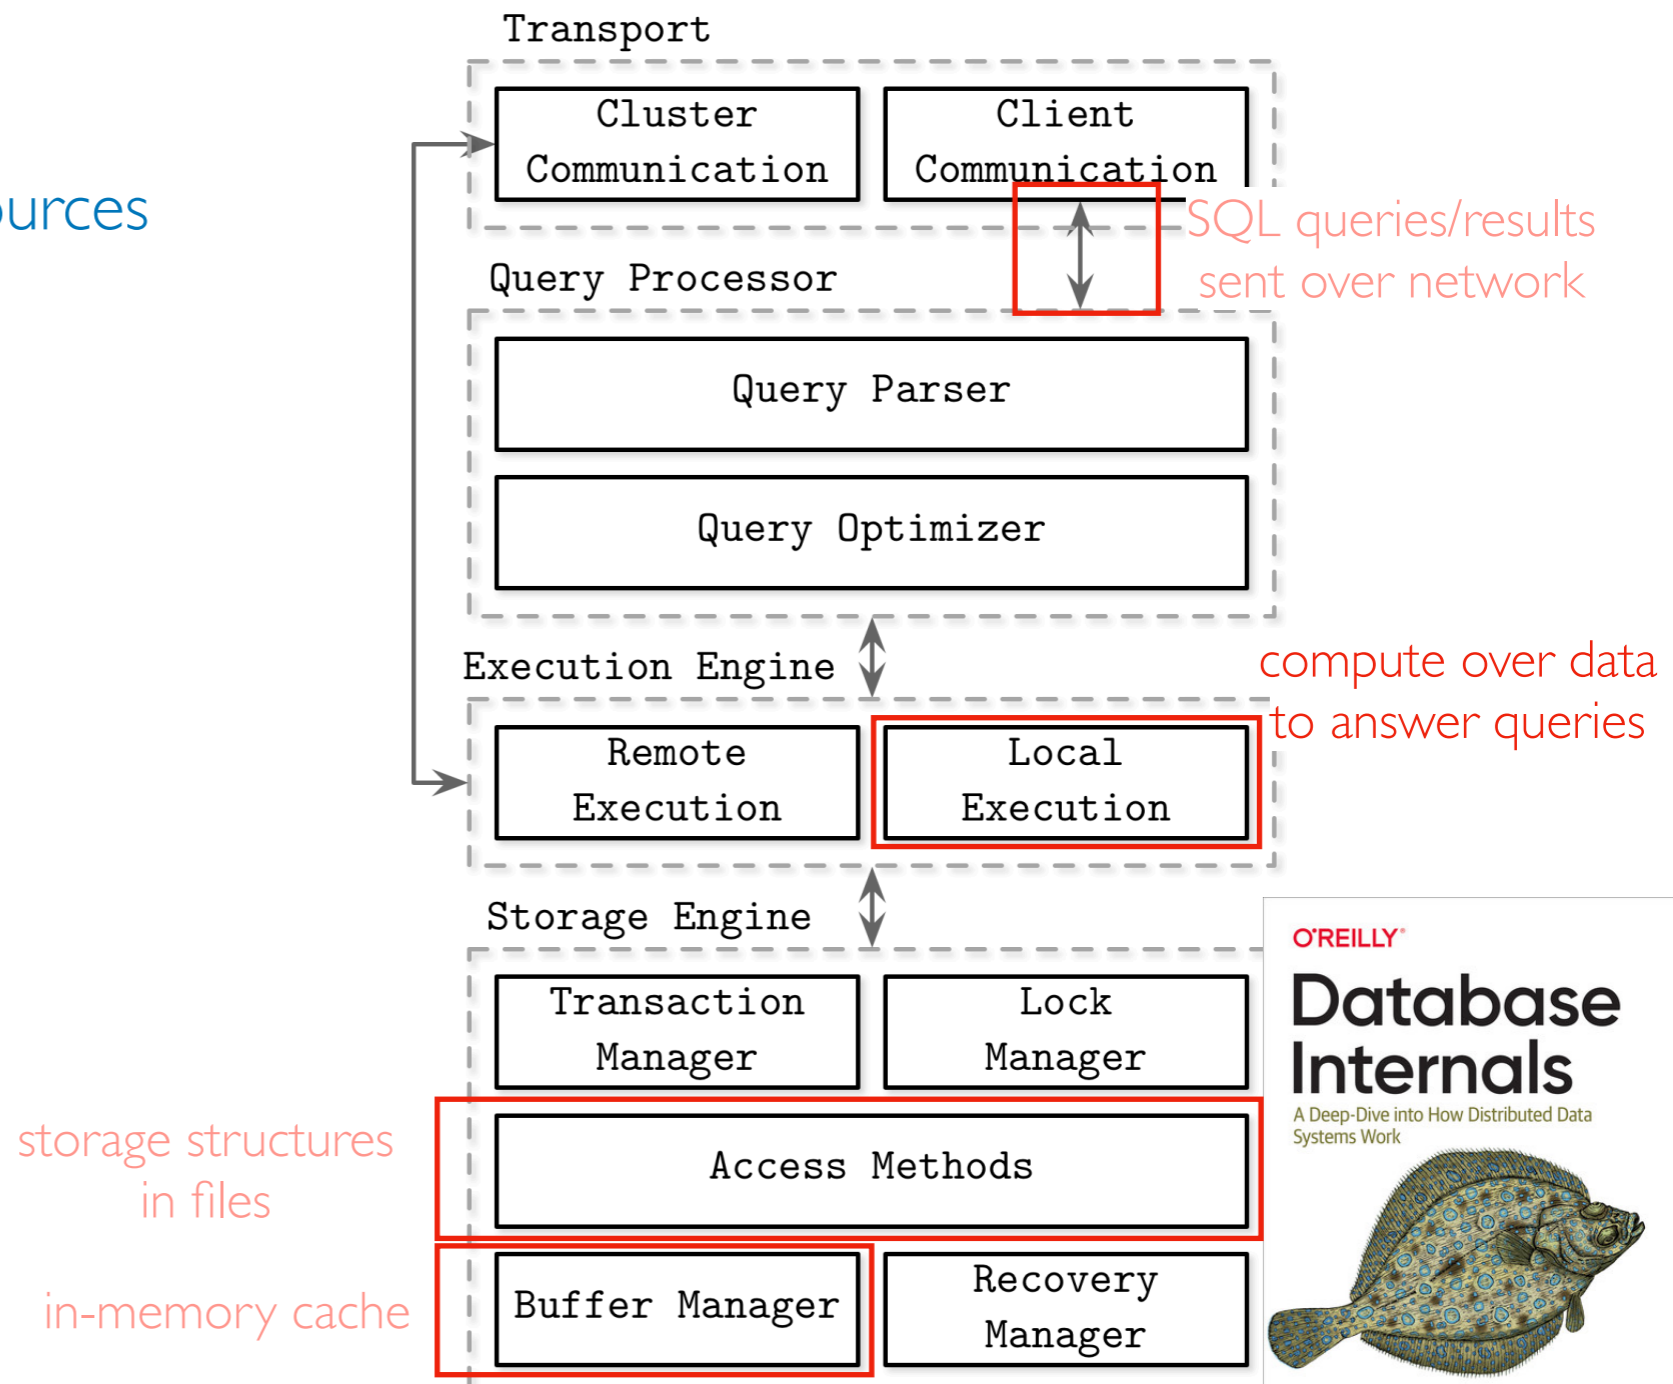 Transport
Cluster
Communication
Client
Communication
SQL queries/results
sent over network
Query Processor
Query Parser
Query Optimizer
Execution Engine
compute over data
to answer queries
Remote
Execution
Local
Execution
Storage Engine
Transaction
Manager
Lock
Manager
storage structures
in files
Access Methods
in-memory cache
Buffer Manager
Recovery
Manager
O'REILLY®
Database
Internals
A Deep-Dive into How Distributed Data
Systems Work